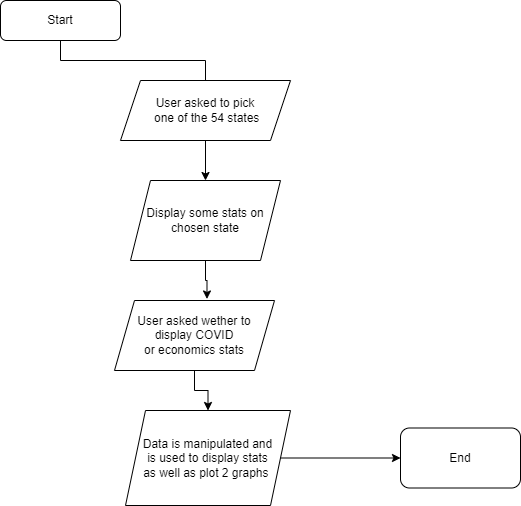 Start
User asked to pick
one of the 54 states
Display some stats on
chosen state
User asked wether to
display COVID
or economics stats
Data is manipulated and
is used to display stats
as well as plot 2 graphs
End